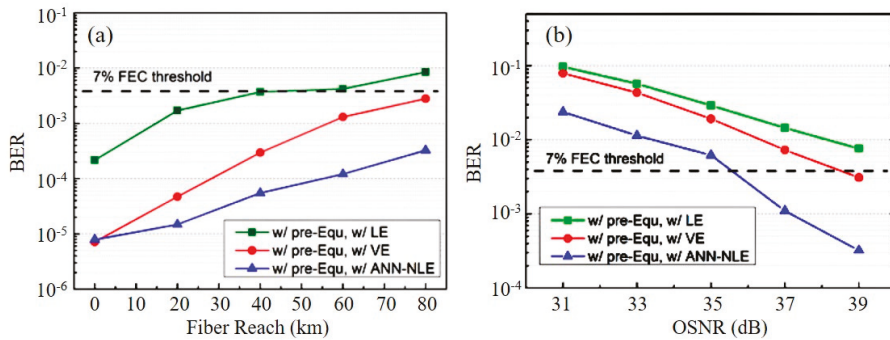 (a)
10⁻¹
10⁻²
10⁻³
10⁻⁴
10⁻⁵
10⁻⁶
BER
7% FEC threshold
w/ pre-Equ, w/ LE
w/ pre-Equ, w/ VE
w/ pre-Equ, w/ ANN-NLE
0 10 20 30 40 50 60 70 80
Fiber Reach (km)
(b)
10⁻¹
10⁻²
10⁻³
10⁻⁴
BER
7% FEC threshold
w/ pre-Equ, w/ LE
w/ pre-Equ, w/ VE
w/ pre-Equ, w/ ANN-NLE
31 33 35 37 39
OSNR (dB)